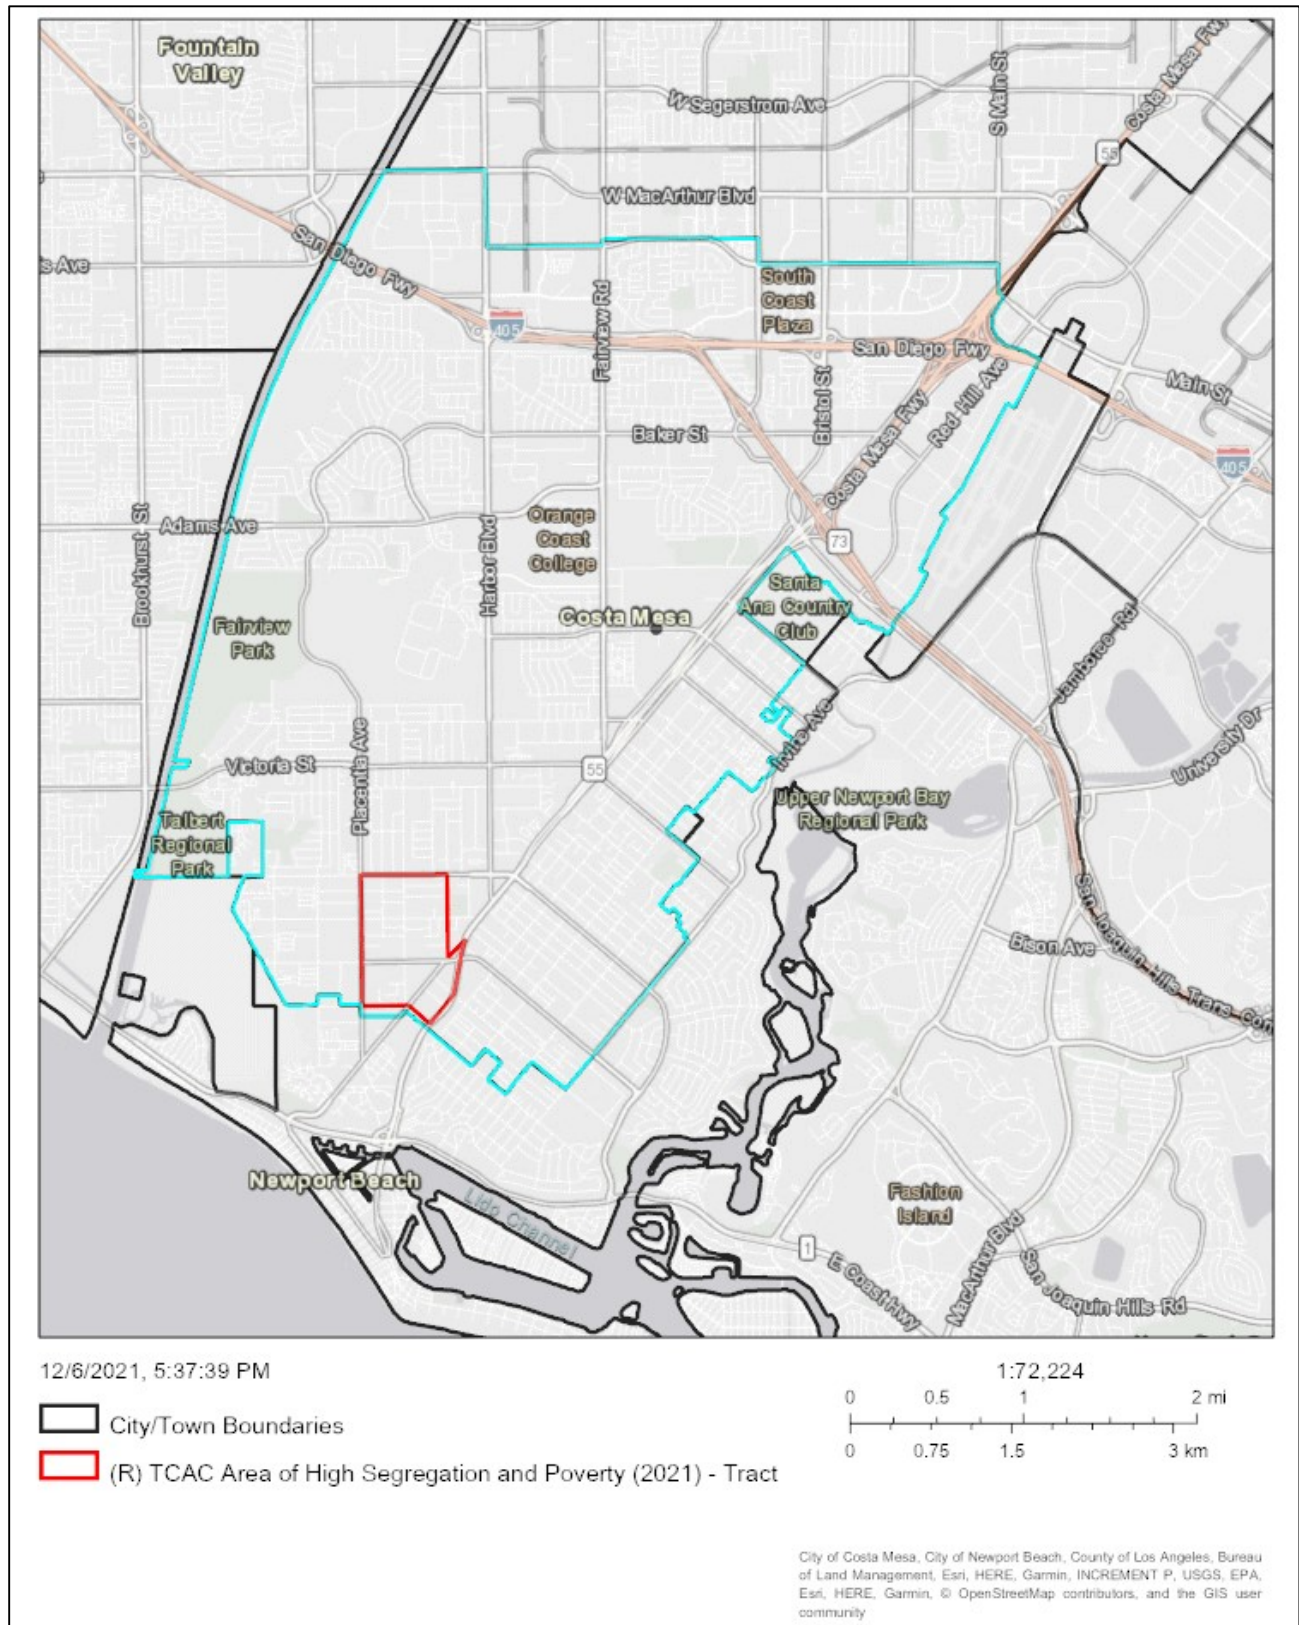 Fountain
Valley
W Segerstrom Ave
S Main St
Costa Mesa Fwy
55
W MacArthur Blvd
San Diego Fwy
s Ave
South
Coast
Plaza
Fairview Rd
405
San Diego Fwy
Main St
Bristol St
Red Hill Ave
Costa Mesa Fwy
Baker St
405
Brookhurst St
Adams Ave
Harbor Blvd
Orange
Coast
College
73
Santa
Ana Country
Club
Costa Mesa
Fairview
Park
Jamboree Rd
Irvine Ave
University Dr
Placentia Ave
Victoria St
55
Upper Newport Bay
Regional Park
Talbert
Regional
Park
Bison Ave
San Joaquin Hills Trans Corr
Newport Beach
Lido Channel
Fashion
Island
1
E Coast Hwy
MacArthur Blvd
San Joaquin Hills Rd
12/6/2021, 5:37:39 PM
1:72,224
0 0.5 1 2 mi
0 0.75 1.5 3 km
City/Town Boundaries
(R) TCAC Area of High Segregation and Poverty (2021) - Tract
City of Costa Mesa, City of Newport Beach, County of Los Angeles, Bureau
of Land Management, Esri, HERE, Garmin, INCREMENT P, USGS, EPA,
Esri, HERE, Garmin, © OpenStreetMap contributors, and the GIS user
community